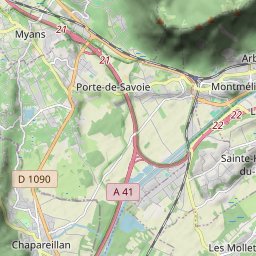 Myans
21
21
Arb
Porte-de-Savoie
Montméli
L
22
22
Sainte-H
du-
D 1090
A 41
Chapareillan
Les Mollet